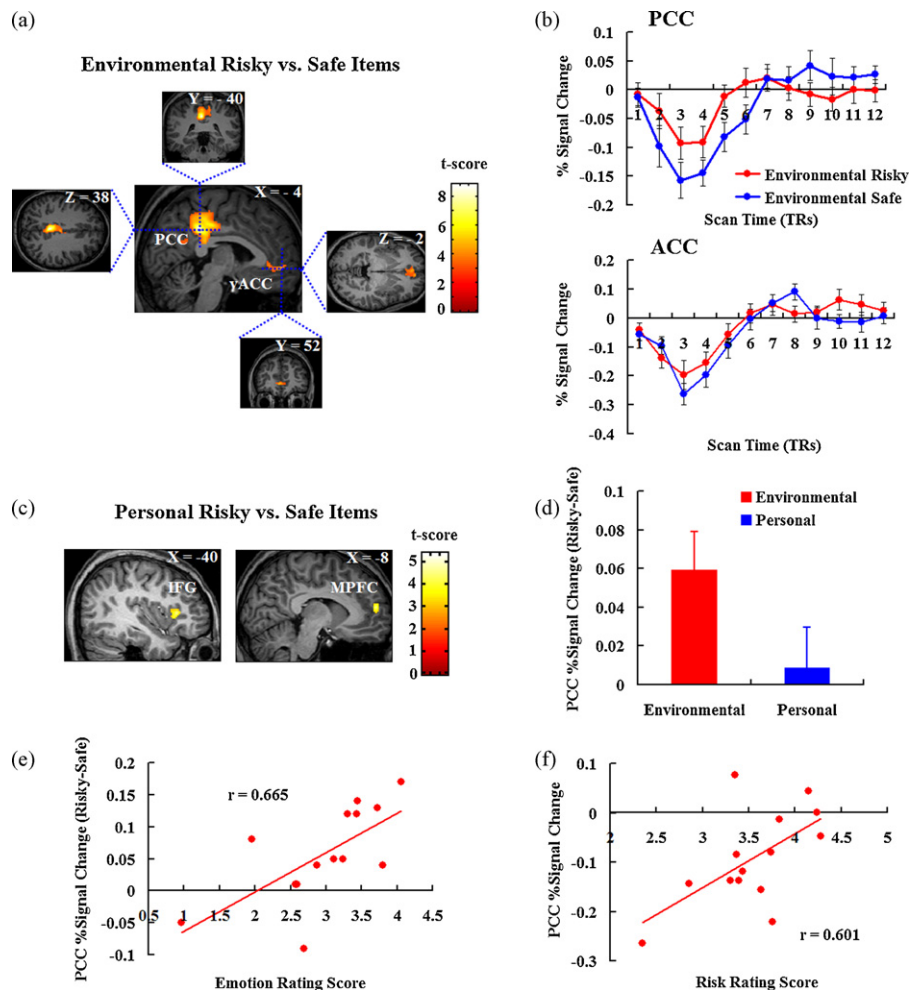 (a)
Environmental Risky vs. Safe Items
Y = - 40
Z = 38
X = - 4
PCC
γACC
Z = - 2
Y = 52
t-score
8
6
4
2
0
(b)
PCC
% Signal Change
0.1
0.05
0
-0.05
-0.1
-0.15
-0.2
1 2 3 4 5 6 7 8 9 10 11 12
Environmental Risky
Environmental Safe
Scan Time (TRs)
ACC
% Signal Change
0.2
0.1
0
-0.1
-0.2
-0.3
-0.4
1 2 3 4 5 6 7 8 9 10 11 12
Scan Time (TRs)
(c)
Personal Risky vs. Safe Items
X = -40
IFG
X = -8
MPFC
t-score
5
4
3
2
1
0
(d)
PCC %Signal Change (Risky-Safe)
0.1
0.08
0.06
0.04
0.02
0
Environmental
Personal
Environmental Personal
(e)
PCC %Signal Change (Risky-Safe)
0.2
0.15
0.1
0.05
0
-0.05
-0.1
r = 0.665
0.5 1 1.5 2 2.5 3 3.5 4 4.5
Emotion Rating Score
(f)
PCC %Signal Change
0.1
0
-0.1
-0.2
-0.3
2 2.5 3 3.5 4 4.5 5
r = 0.601
Risk Rating Score